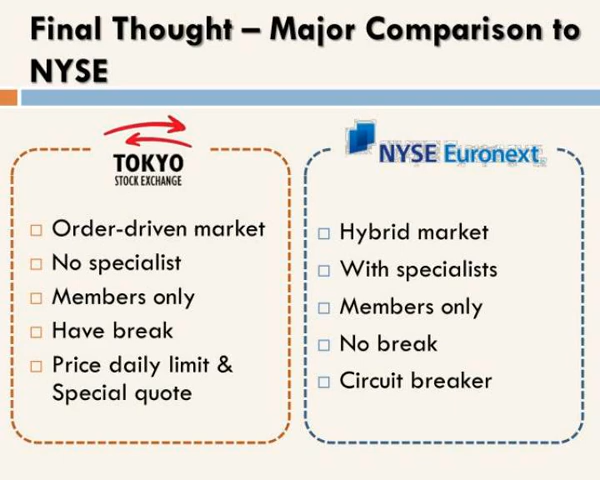 Final Thought – Major Comparison to
NYSE
TOKYO
STOCK EXCHANGE
Order-driven market
No specialist
Members only
Have break
Price daily limit &
Special quote
NYSE Euronext
Hybrid market
With specialists
Members only
No break
Circuit breaker